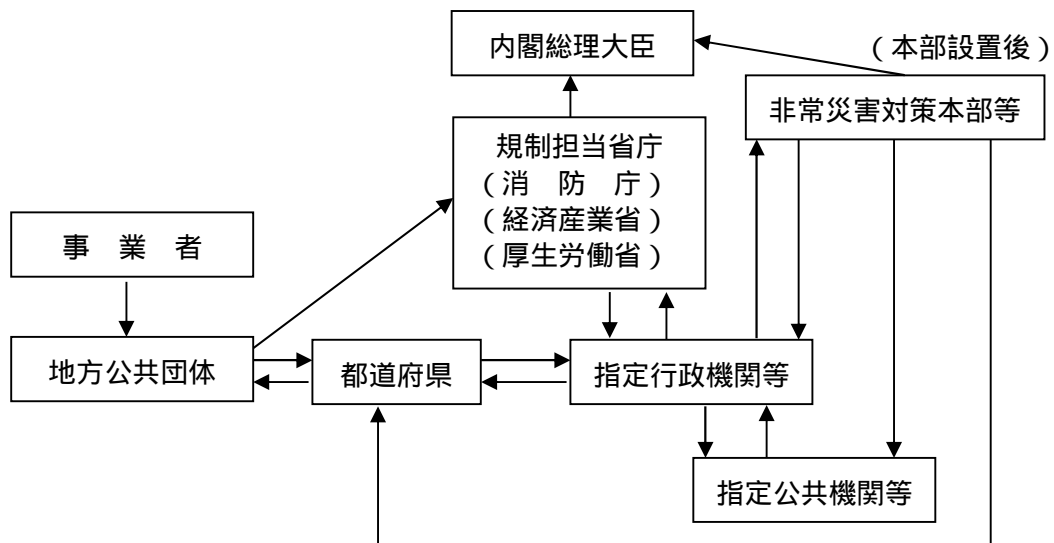 内閣総理大臣
（本部設置後）
非常災害対策本部等
規制担当省庁
（消　防　庁）
（経済産業省）
（厚生労働省）
事　業　者
地方公共団体
都道府県
指定行政機関等
指定公共機関等